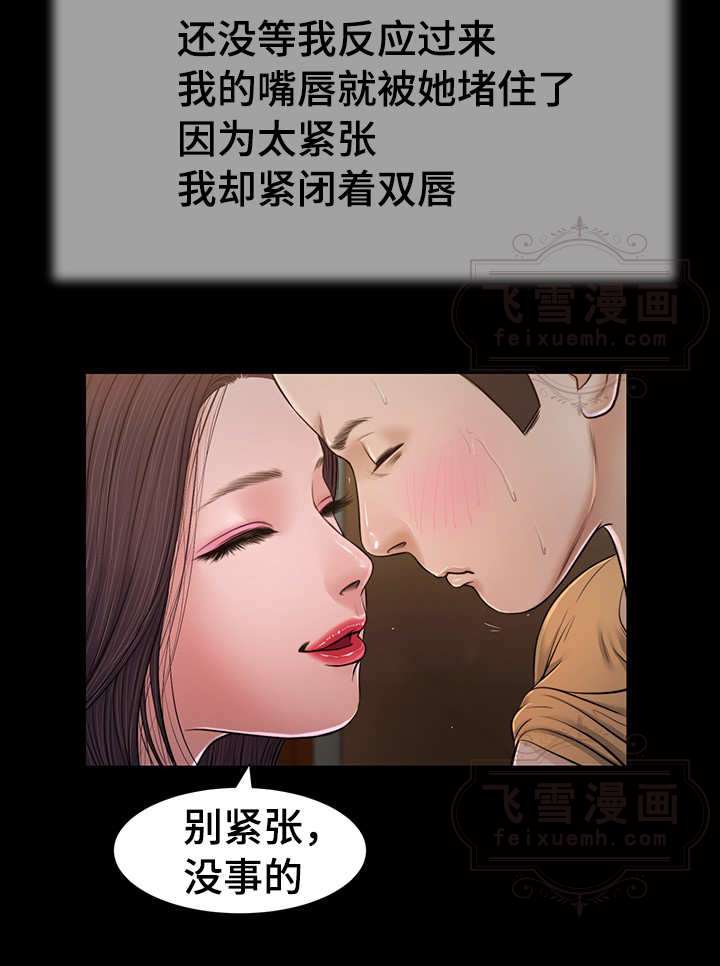 还没等我反应过来
我的嘴唇就被她堵住了
因为太紧张
我却紧闭着双唇
飞雪漫画
feixuemh.com
别紧张，
没事的
飞雪漫画
feixuemh.com